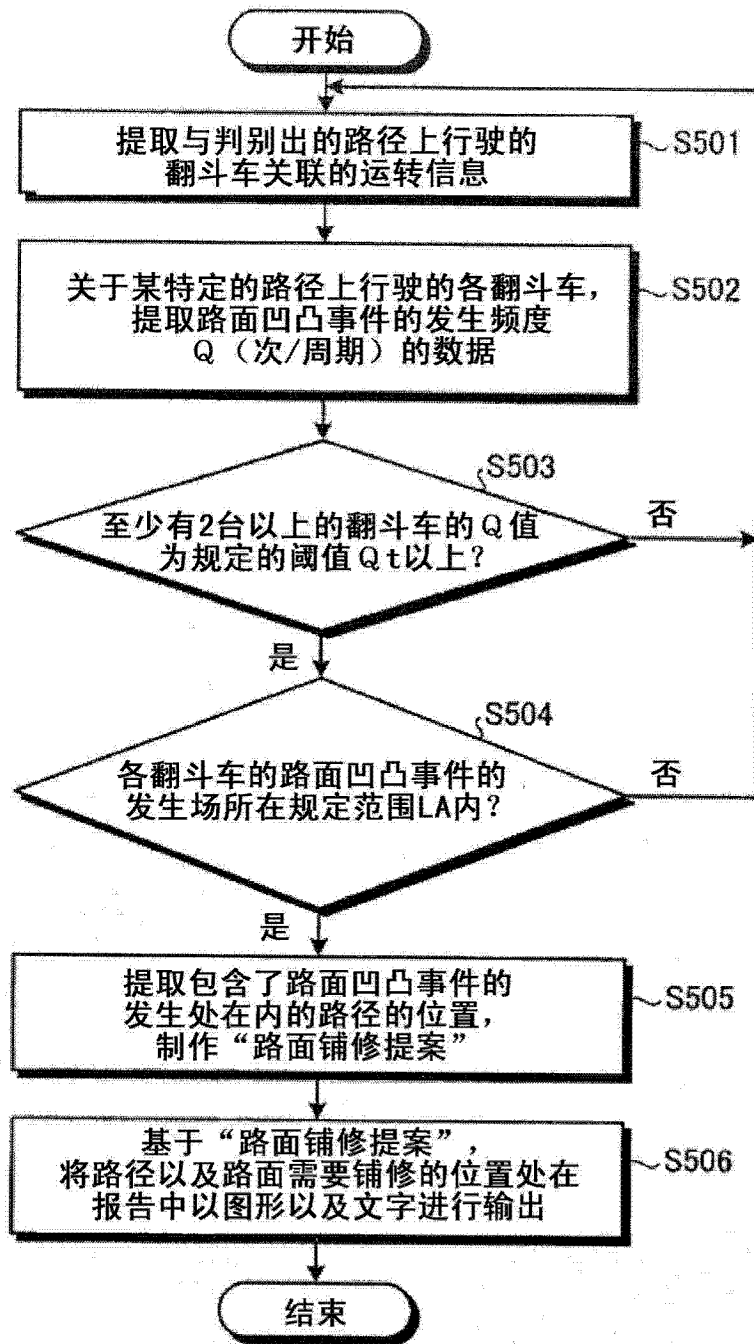 开始
提取与判别出的路径上行驶的
翻斗车关联的运转信息
S501
关于某特定的路径上行驶的各翻斗车，
提取路面凹凸事件的发生频度
Q（次/周期）的数据
S502
S503
至少有2台以上的翻斗车的Q值
为规定的阈值Qt以上？
否
是
S504
各翻斗车的路面凹凸事件的
发生场所在规定范围LA内？
否
是
提取包含了路面凹凸事件的
发生处在内的路径的位置，
制作“路面铺修提案”
S505
基于“路面铺修提案”，
将路径以及路面需要铺修的位置处在
报告中以图形以及文字进行输出
S506
结束